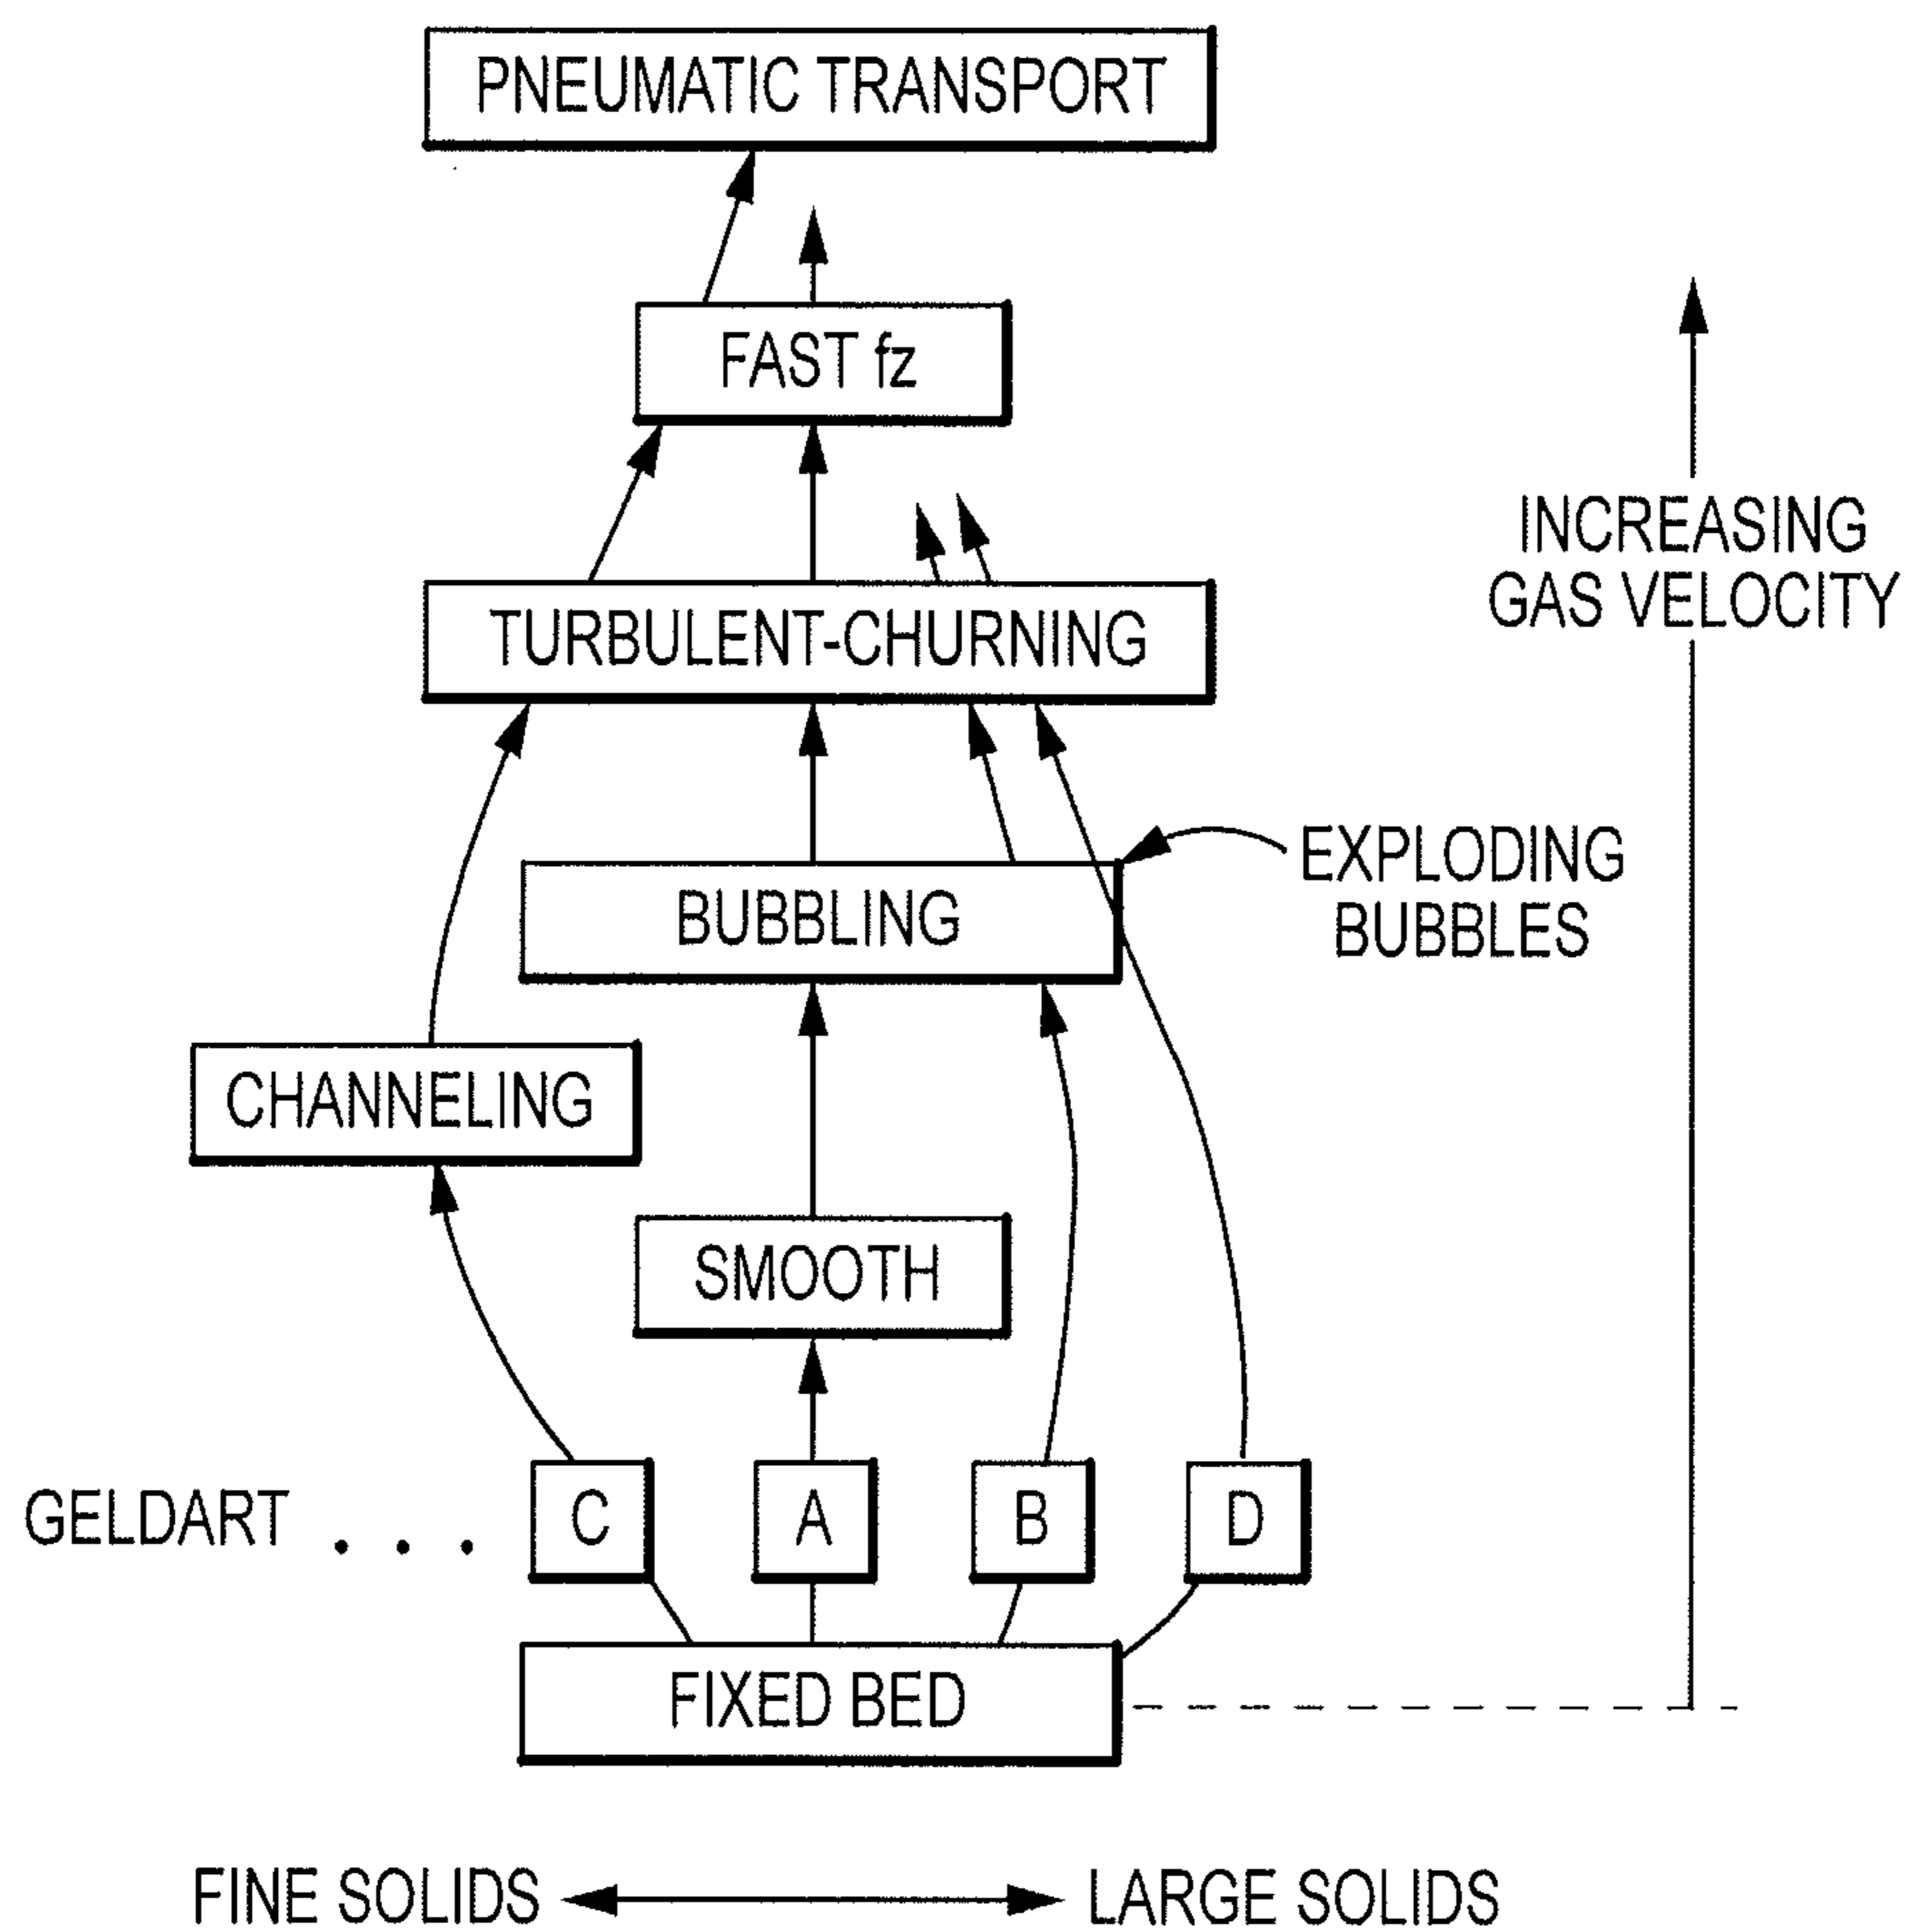 PNEUMATIC TRANSPORT
FAST fz
INCREASING
GAS VELOCITY
TURBULENT-CHURNING
EXPLODING
BUBBLES
BUBBLING
CHANNELING
SMOOTH
GELDART . . . C A B D
FIXED BED
FINE SOLIDS LARGE SOLIDS